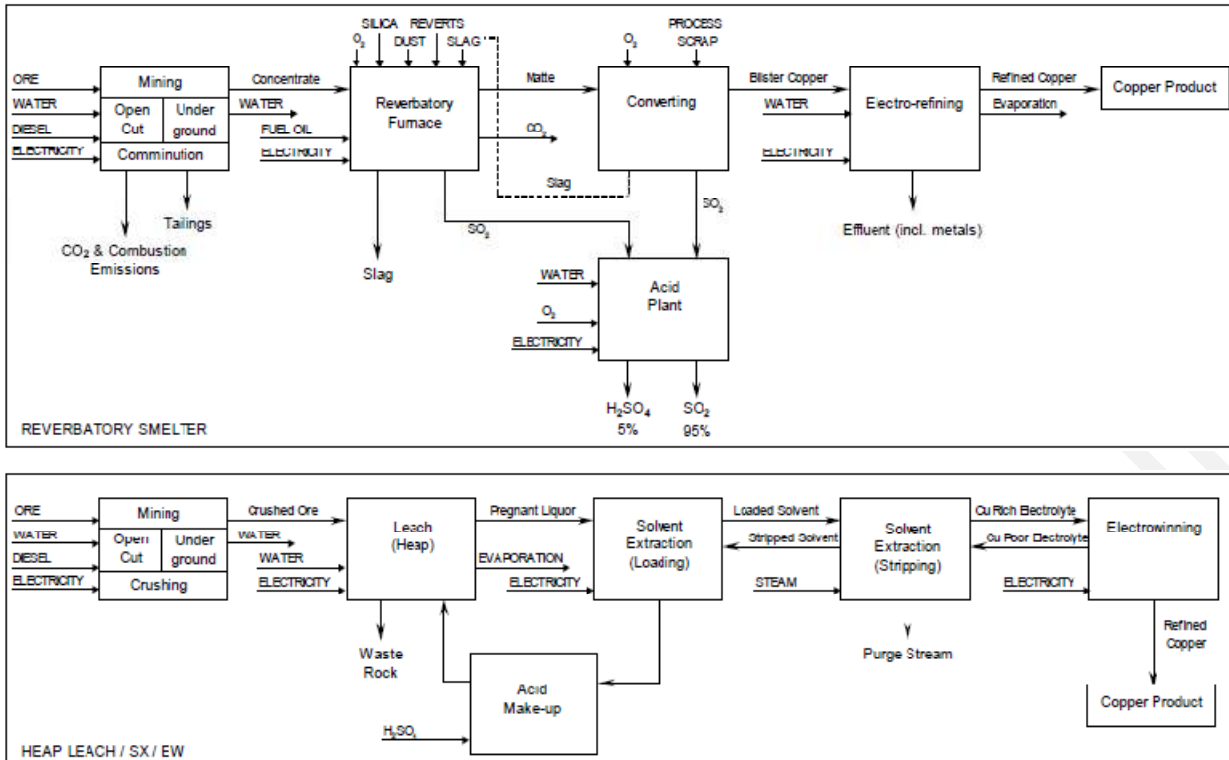 SILICA REVERTS
O2 DUST SLAG
PROCESS
O2 SCRAP
ORE
WATER
DIESEL
ELECTRICITY
Mining
Open
Cut
Under
ground
Comminution
Concentrate
WATER
FUEL OIL
ELECTRICITY
Reverbatory
Furnace
Matte
CO2
Slag
Converting
Blister Copper
WATER
ELECTRICITY
Electro-refining
Refined Copper
Evaporation
Copper Product
Tailings
CO2 & Combustion
Emissions
Slag
SO2
SO2
Effluent (incl. metals)
WATER
O2
ELECTRICITY
Acid
Plant
H2SO4
5%
SO2
95%
REVERBATORY SMELTER
ORE
WATER
DIESEL
ELECTRICITY
Mining
Open
Cut
Under
ground
Crushing
Crushed Ore
WATER
WATER
ELECTRICITY
Leach
(Heap)
Pregnant Liquor
EVAPORATION
ELECTRICITY
Solvent
Extraction
(Loading)
Loaded Solvent
Stripped Solvent
STEAM
Solvent
Extraction
(Stripping)
Cu Rich Electrolyte
Cu Poor Electrolyte
ELECTRICITY
Electrowinning
Waste
Rock
Acid
Make-up
H2SO4
Purge Stream
Refined
Copper
Copper Product
HEAP LEACH / SX / EW